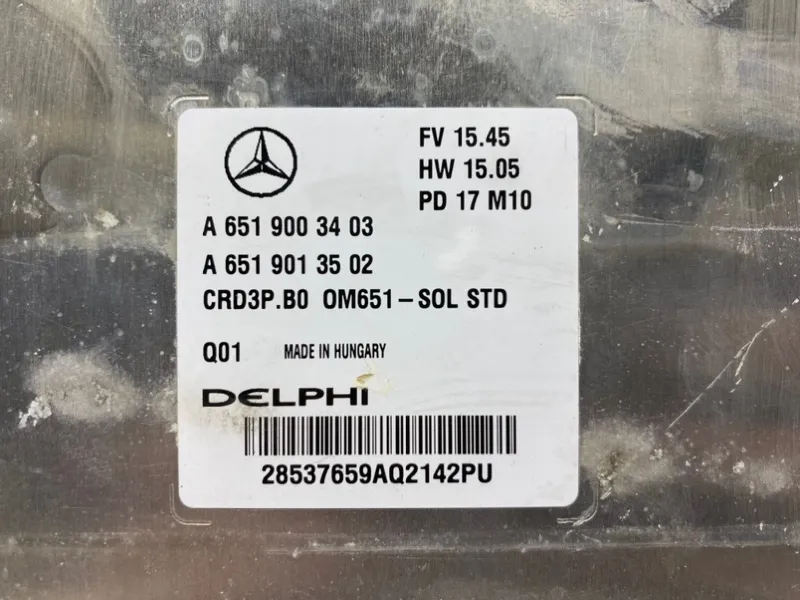 FV 15.45
HW 15.05
PD 17 M10
A 651 900 34 03
A 651 901 35 02
CRD3P.B0 OM651-SOL STD
Q01 MADE IN HUNGARY
DELPHI
28537659AQ2142PU